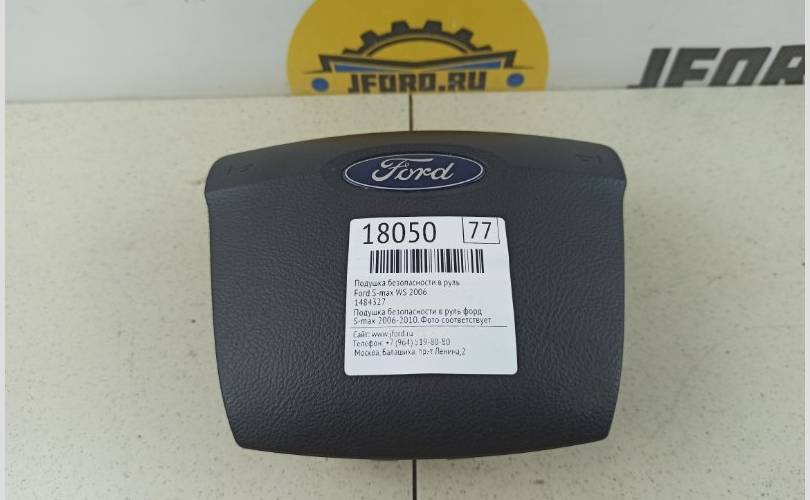 JFORD.RU
JFORD
Ford
18050 77
Подушка безопасности в руль
Ford S-max WS 2006
1484327
Подушка безопасности в руль форд
S-max 2006-2010. Фото соответствует
Сайт: www.jford.ru
Телефон: +7 (964) 519-80-80
Москва, Балашиха, пр-т Ленина,2